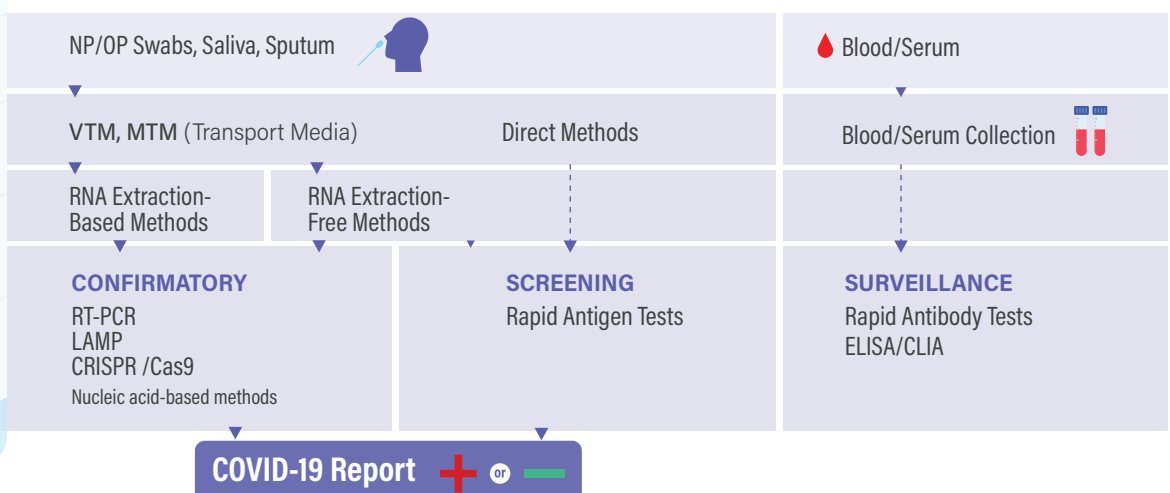 NP/OP Swabs, Saliva, Sputum
Blood/Serum
VTM, MTM (Transport Media)
Direct Methods
Blood/Serum Collection
RNA Extraction-
Based Methods
RNA Extraction-
Free Methods
CONFIRMATORY
RT-PCR
LAMP
CRISPR /Cas9
Nucleic acid-based methods
SCREENING
Rapid Antigen Tests
SURVEILLANCE
Rapid Antibody Tests
ELISA/CLIA
COVID-19 Report + or −